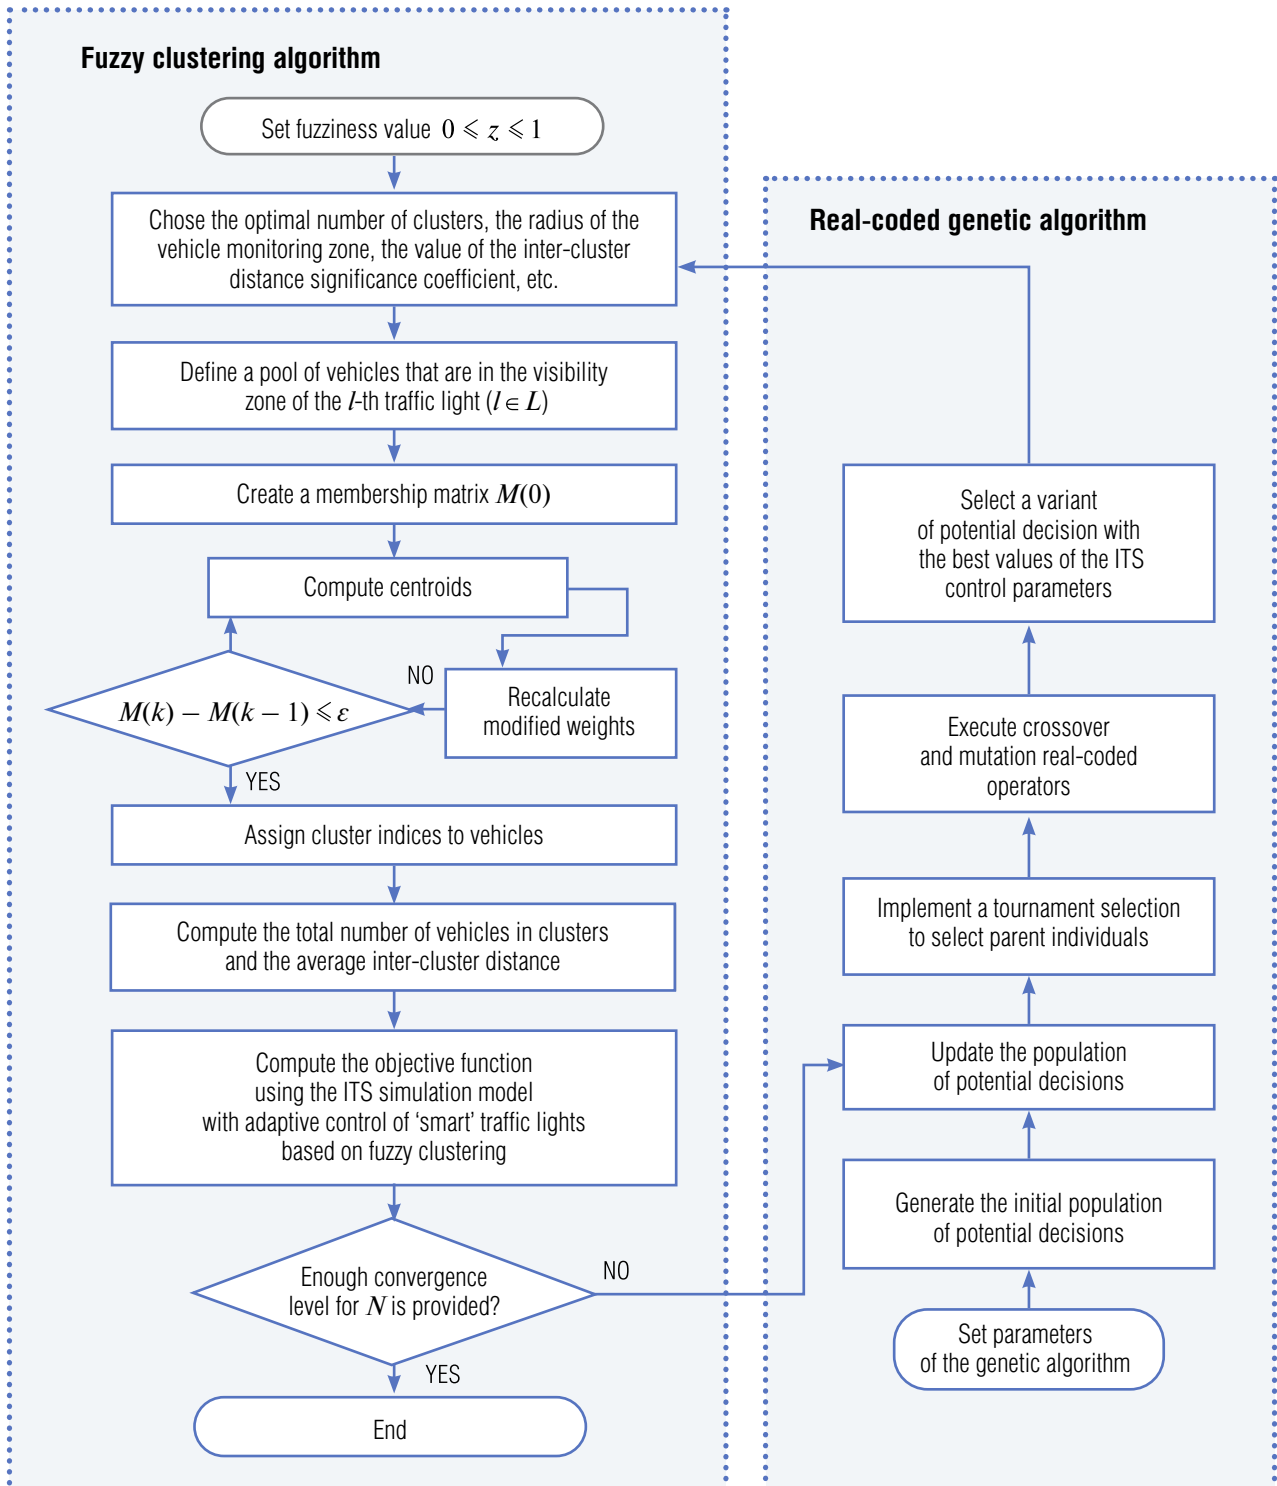 Fuzzy clustering algorithm
Set fuzziness value 0 ⩽ z ⩽ 1
Chose the optimal number of clusters, the radius of the
vehicle monitoring zone, the value of the inter-cluster
distance significance coefficient, etc.
Define a pool of vehicles that are in the visibility
zone of the l-th traffic light (l ∈ L)
Create a membership matrix M(0)
Compute centroids
NO
Recalculate
modified weights
M(k) – M(k – 1) ⩽ ε
YES
Assign cluster indices to vehicles
Compute the total number of vehicles in clusters
and the average inter-cluster distance
Compute the objective function
using the ITS simulation model
with adaptive control of ‘smart’ traffic lights
based on fuzzy clustering
Enough convergence
level for N is provided?
NO
YES
End
Real-coded genetic algorithm
Select a variant
of potential decision with
the best values of the ITS
control parameters
Execute crossover
and mutation real-coded
operators
Implement a tournament selection
to select parent individuals
Update the population
of potential decisions
Generate the initial population
of potential decisions
Set parameters
of the genetic algorithm